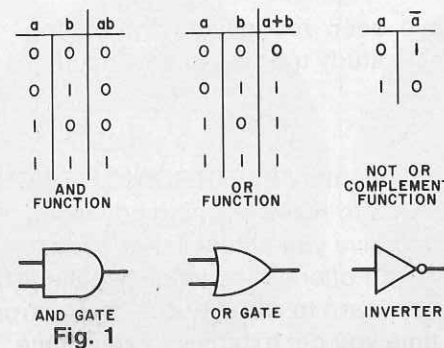 a b ab
0 0 0
0 1 0
1 0 0
1 1 1
AND
FUNCTION
a b a+b
0 0 0
0 1 1
1 0 1
1 1 1
OR
FUNCTION
a a̅
0 1
1 0
NOT OR
COMPLEMENT
FUNCTION
AND GATE
OR GATE
INVERTER
Fig. 1